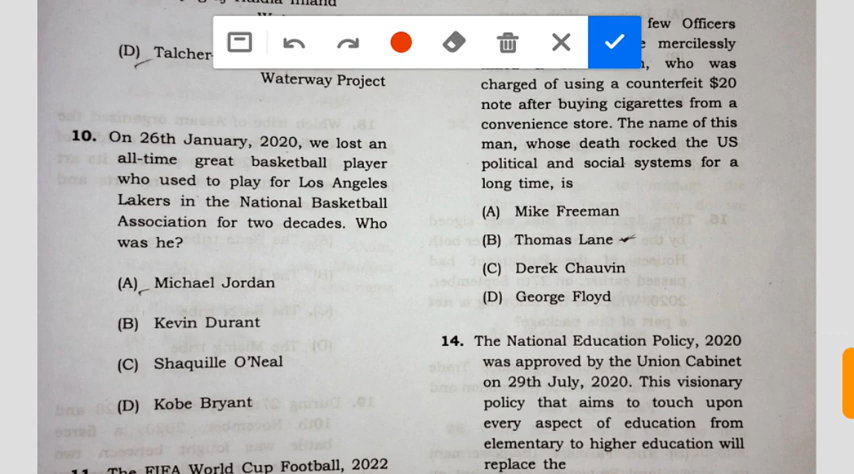 (D) Talcher
Waterway Project
10. On 26th January, 2020, we lost an
all-time great basketball player
who used to play for Los Angeles
Lakers in the National Basketball
Association for two decades. Who
was he?
(A) Michael Jordan
(B) Kevin Durant
(C) Shaquille O'Neal
(D) Kobe Bryant
The FIFA World Cup Football, 2022
few Officers
mercilessly
who was
charged of using a counterfeit $20
note after buying cigarettes from a
convenience store. The name of this
man, whose death rocked the US
political and social systems for a
long time, is
(A) Mike Freeman
(B) Thomas Lane
(C) Derek Chauvin
(D) George Floyd
14. The National Education Policy, 2020
was approved by the Union Cabinet
on 29th July, 2020. This visionary
policy that aims to touch upon
every aspect of education from
elementary to higher education will
replace the